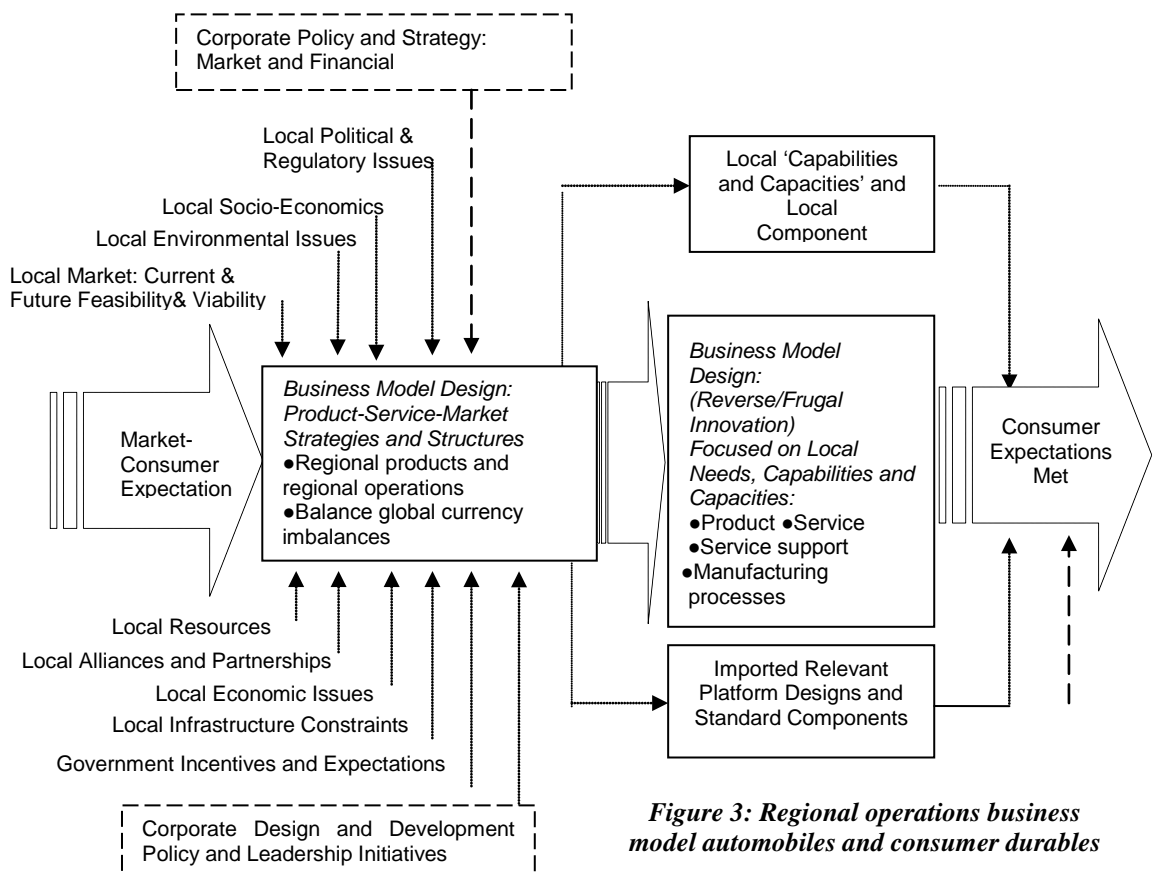 Corporate Policy and Strategy:
Market and Financial
Local Political &
Regulatory Issues
Local Socio-Economics
Local Environmental Issues
Local Market: Current &
Future Feasibility& Viability
Market-
Consumer
Expectation
Business Model Design:
Product-Service-Market
Strategies and Structures
●Regional products and
regional operations
●Balance global currency
imbalances
Local Resources
Local Alliances and Partnerships
Local Economic Issues
Local Infrastructure Constraints
Government Incentives and Expectations
Corporate Design and Development
Policy and Leadership Initiatives
Local ‘Capabilities
and Capacities’ and
Local
Component
Business Model
Design:
(Reverse/Frugal
Innovation)
Focused on Local
Needs, Capabilities and
Capacities:
●Product ●Service
●Service support
●Manufacturing
processes
Imported Relevant
Platform Designs and
Standard Components
Consumer
Expectations
Met
Figure 3: Regional operations business
model automobiles and consumer durables